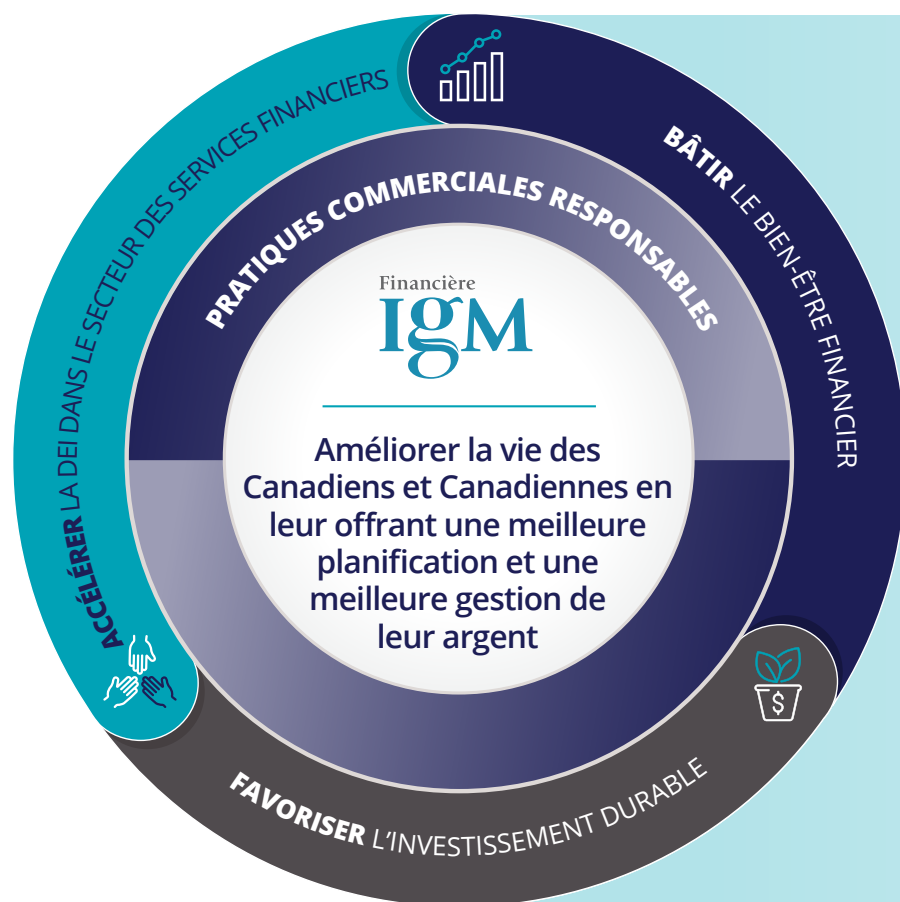 ACCÉLÉRER LA DEI DANS LE SECTEUR DES SERVICES FINANCIERS
BÂTIR LE BIEN-ÊTRE FINANCIER
PRATIQUES COMMERCIALES RESPONSABLES
Financière
IGM
Améliorer la vie des
Canadiens et Canadiennes en
leur offrant une meilleure
planification et une
meilleure gestion de
leur argent
$
FAVORISER L'INVESTISSEMENT DURABLE